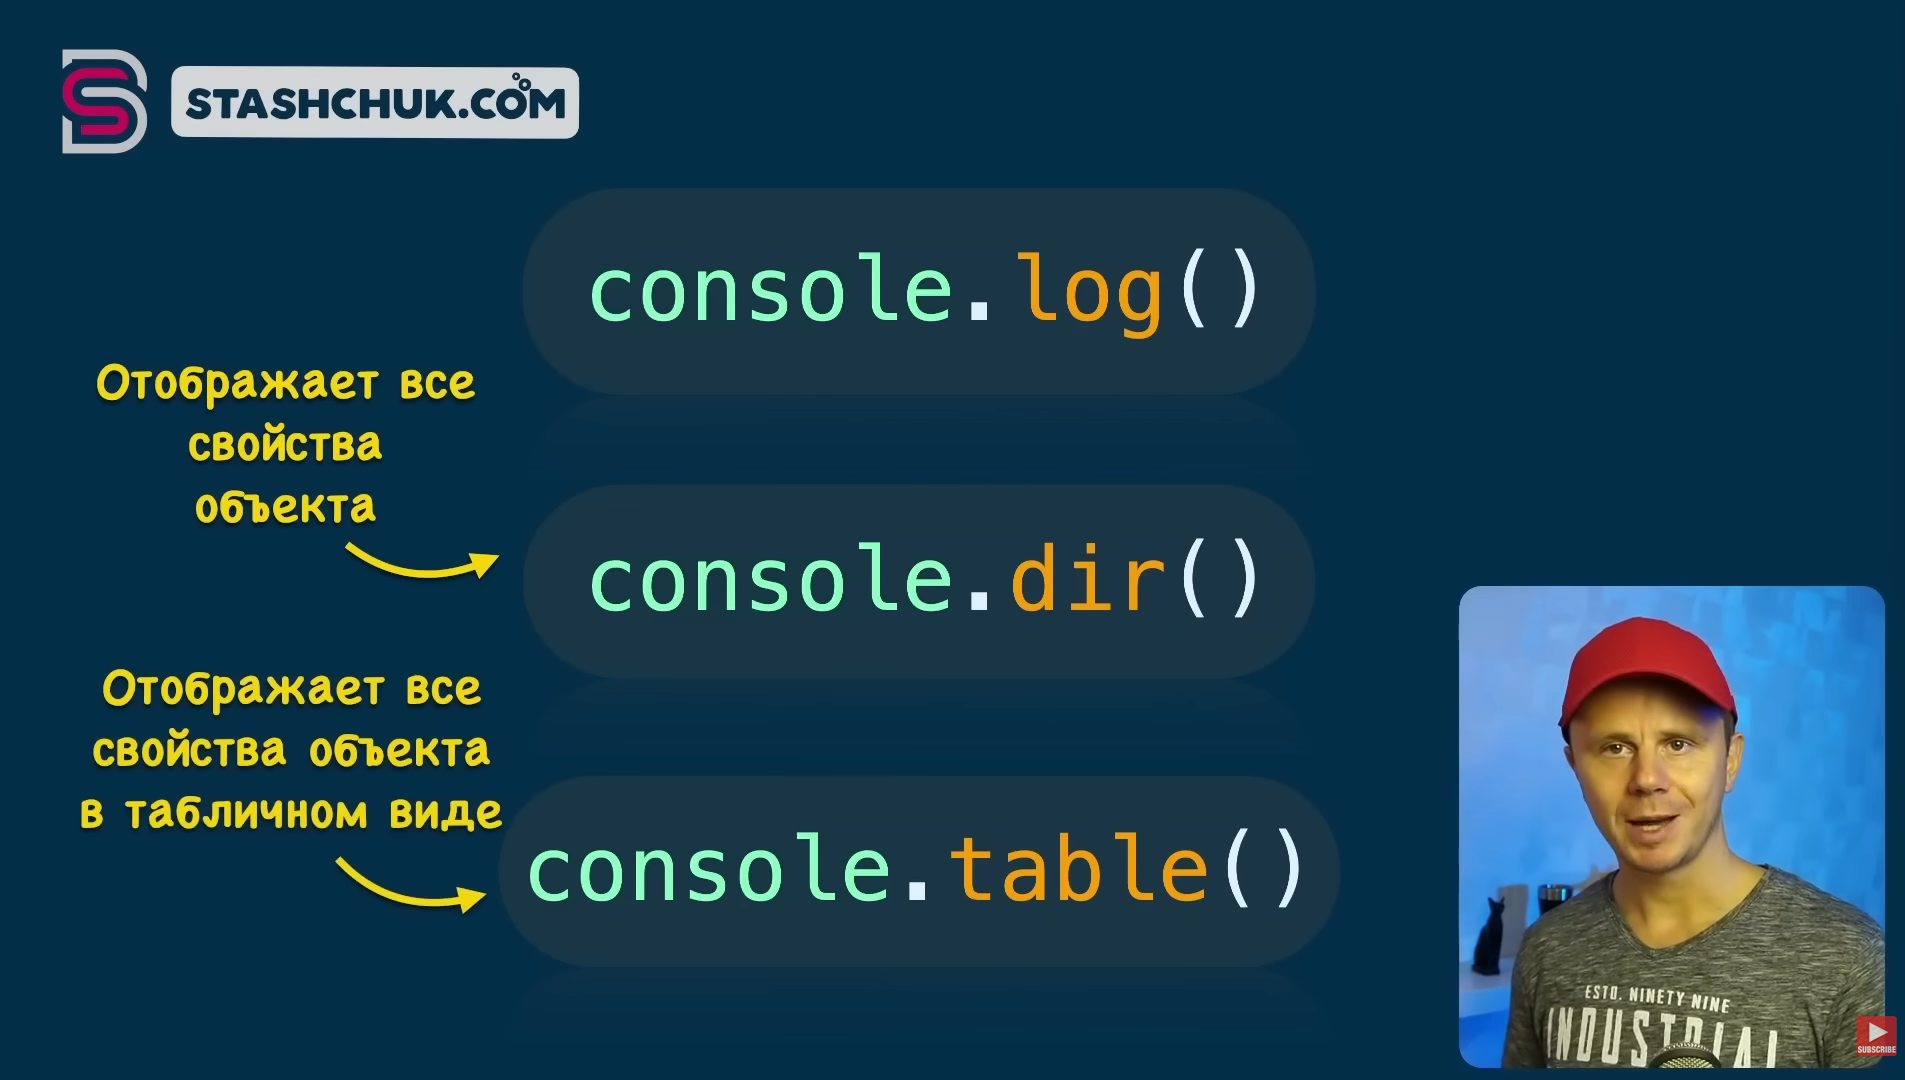 STASHCHUK.COM
console.log()
Отображает все
свойства
объекта
console.dir()
Отображает все
свойства объекта
в табличном виде
console.table()
ESTD. NINETY NINE
INDUSTRIAL
SUBSCRIBE